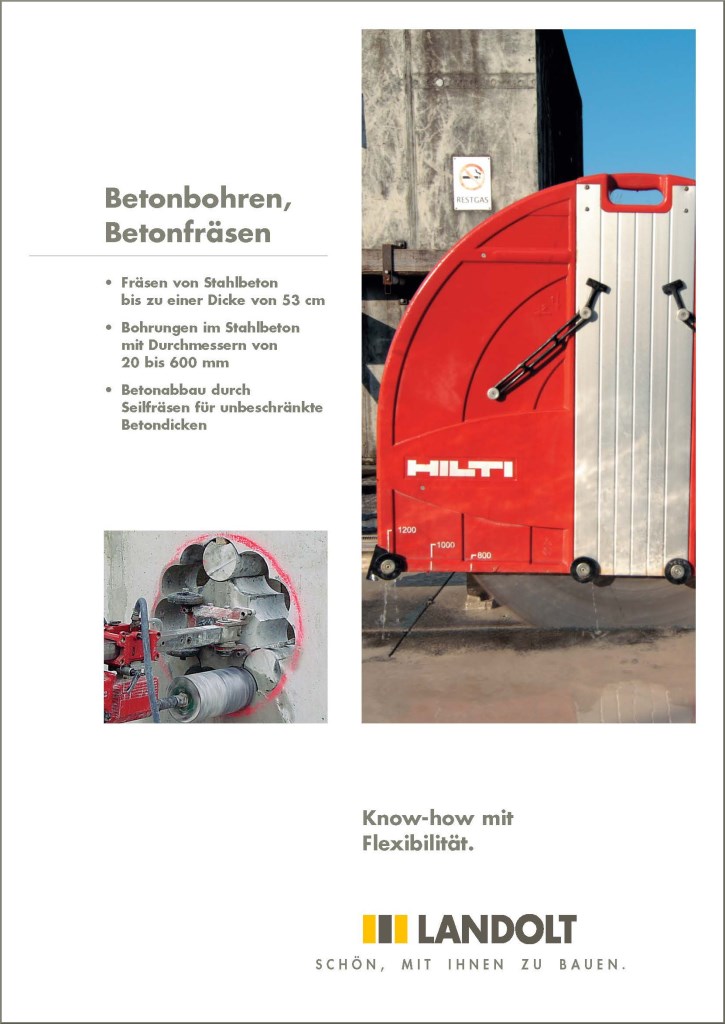 Betonbohren,
Betonfräsen
• Fräsen von Stahlbeton
bis zu einer Dicke von 53 cm
• Bohrungen im Stahlbeton
mit Durchmessern von
20 bis 600 mm
• Betonabbau durch
Seilfräsen für unbeschränkte
Betondicken
RESTGAS
HILTI
1200
1000
800
Know-how mit
Flexibilität.
LANDOLT
SCHÖN, MIT IHNEN ZU BAUEN.